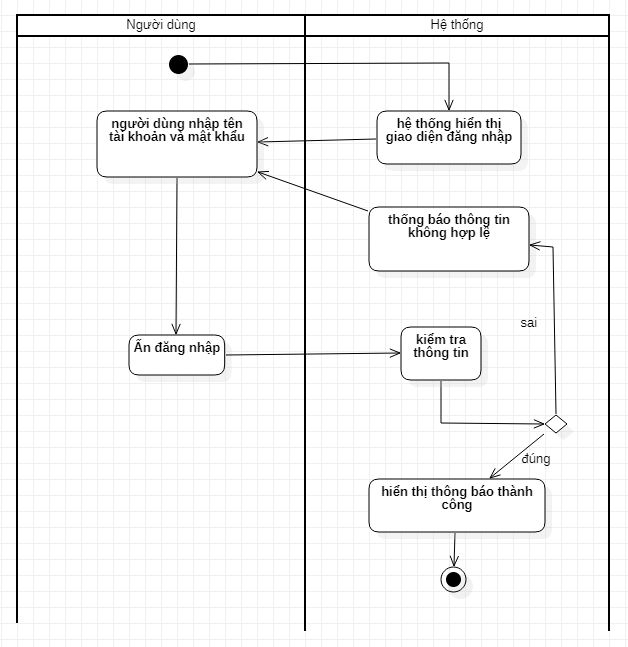 Người dùng
Hệ thống
người dùng nhập tên
tài khoản và mật khẩu
hệ thống hiển thị
giao diện đăng nhập
thống báo thông tin
không hợp lệ
sai
Ấn đăng nhập
kiểm tra
thông tin
đúng
hiển thị thông báo thành
công